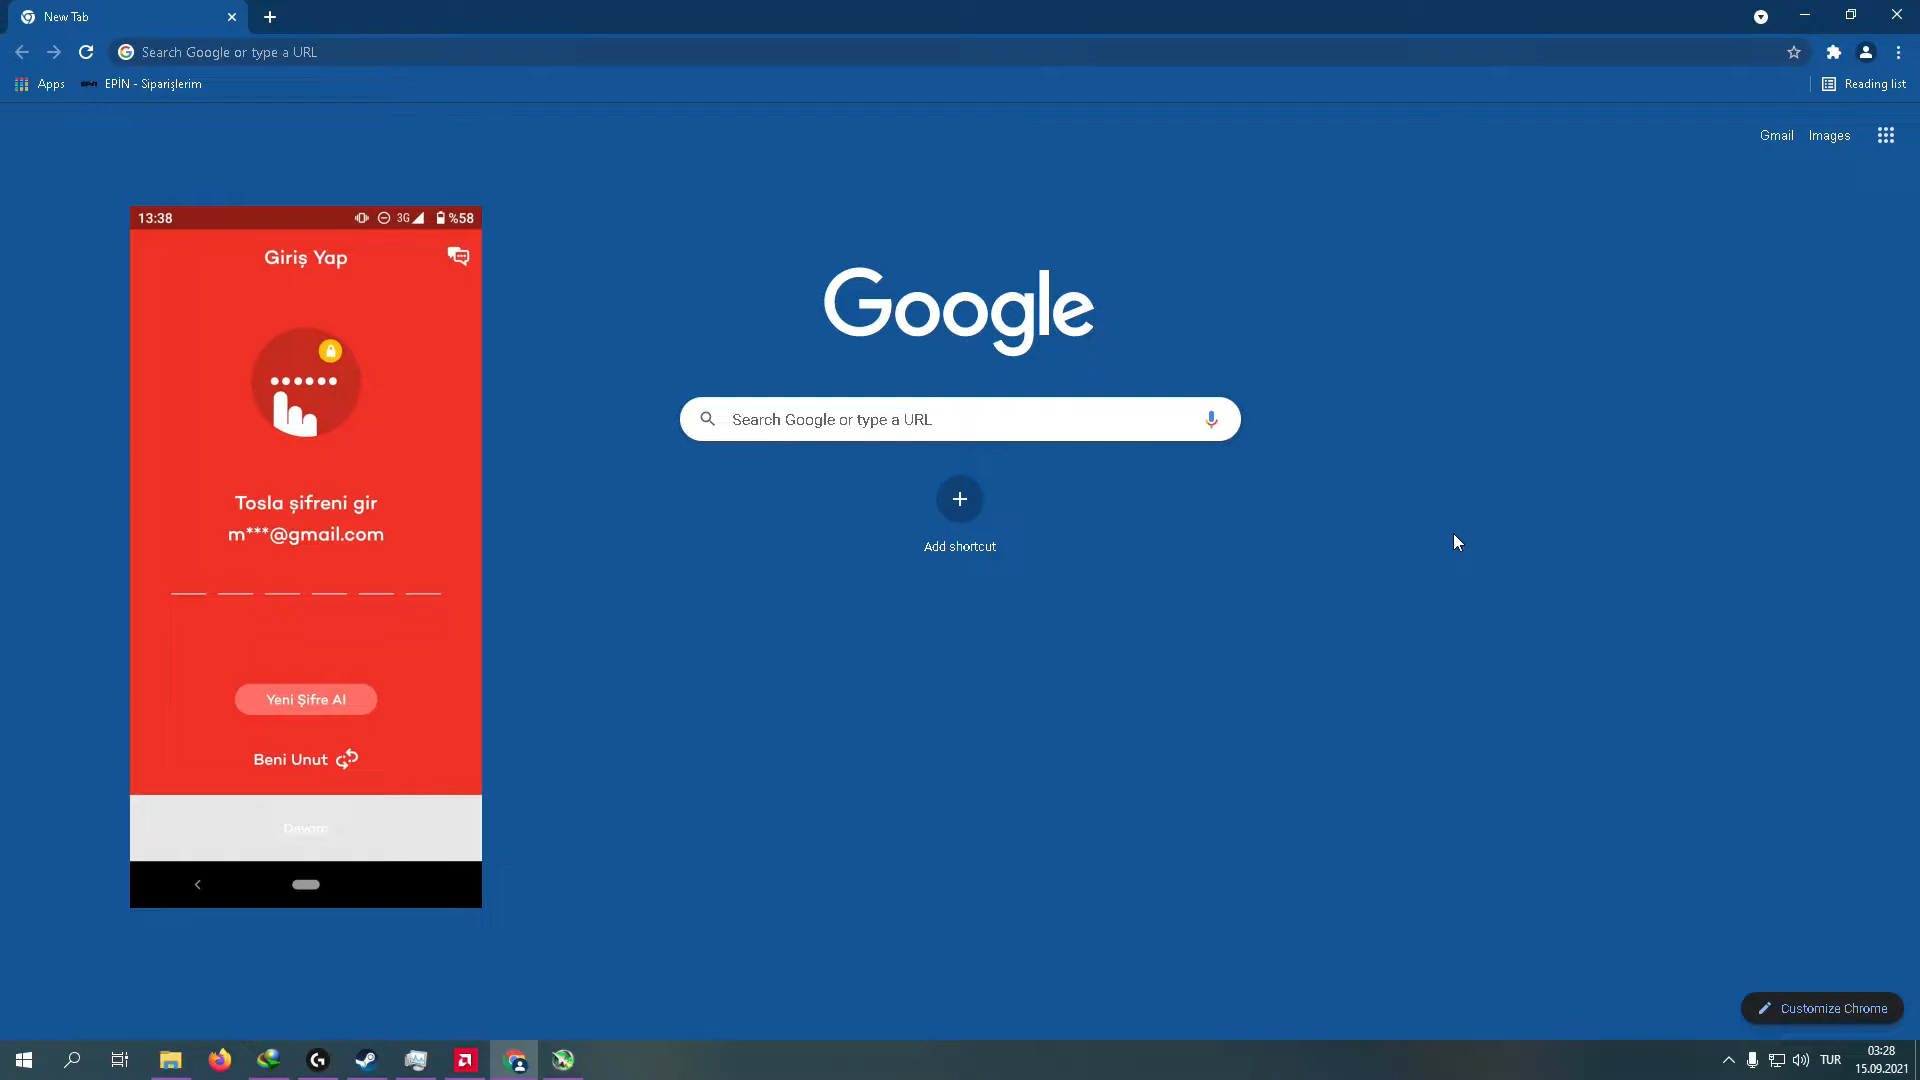 New Tab
Search Google or type a URL
Apps
EPİN - Siparişlerim
Reading list
Gmail
Images
13:38
3G
%58
Giriş Yap
Tosla şifreni gir
m***@gmail.com
Yeni Şifre Al
Beni Unut
Devam
Google
Search Google or type a URL
Add shortcut
Customize Chrome
TUR
03:28
15.09.2021